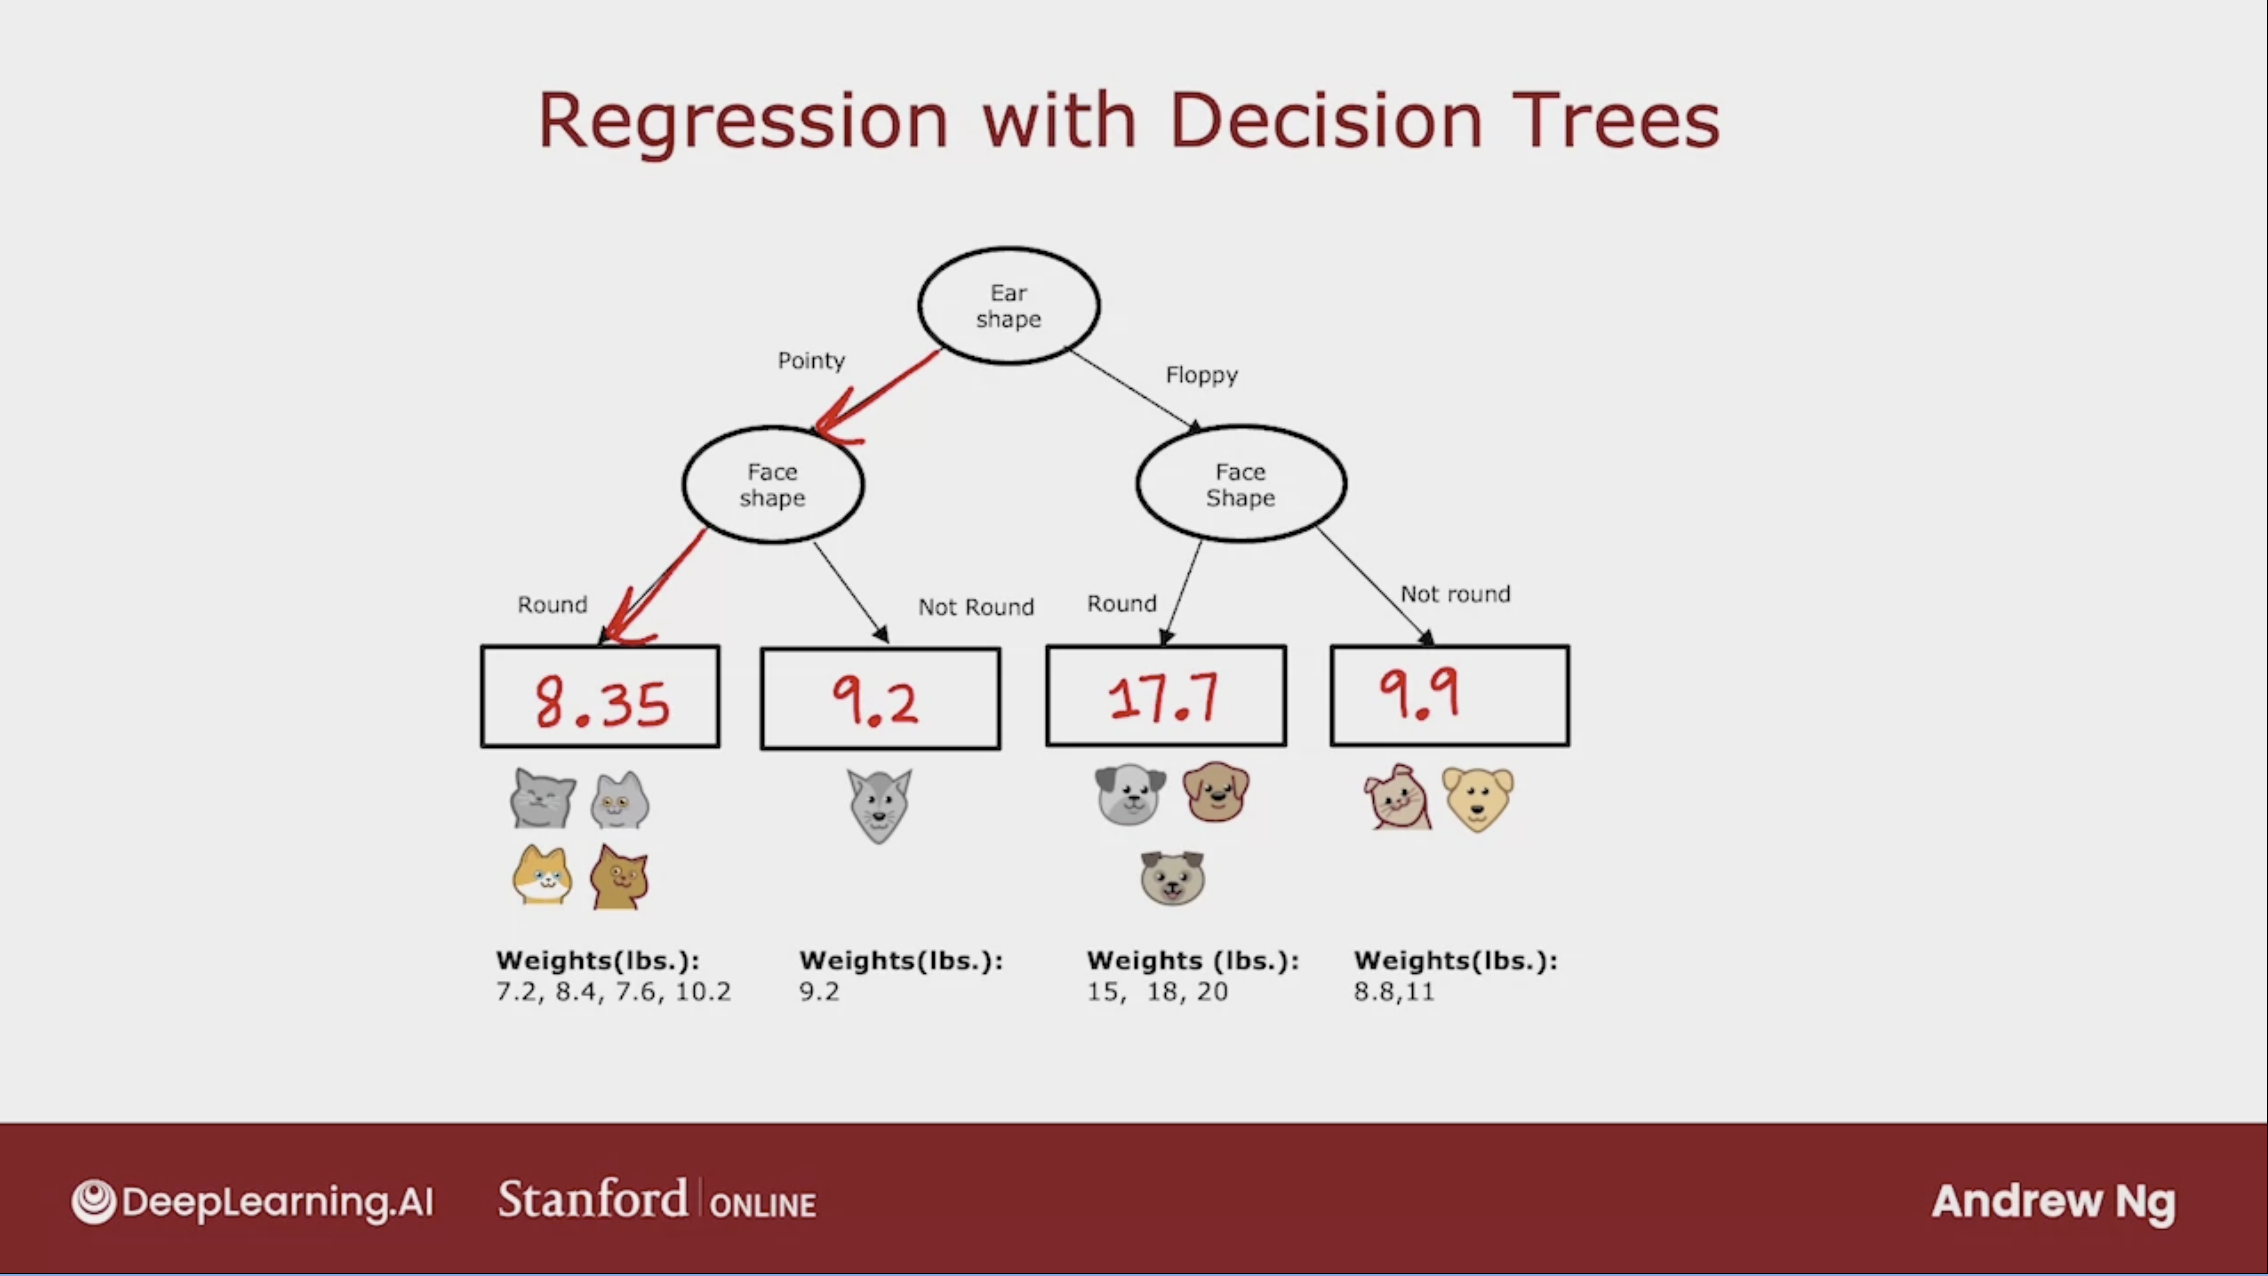 Regression with Decision Trees
Ear
shape
Pointy
Floppy
Face
shape
Face
Shape
Round
Not Round
Round
Not round
8.35
9.2
17.7
9.9
Weights(lbs.):
7.2, 8.4, 7.6, 10.2
Weights(lbs.):
9.2
Weights (lbs.):
15, 18, 20
Weights(lbs.):
8.8,11
DeepLearning.AI
Stanford ONLINE
Andrew Ng